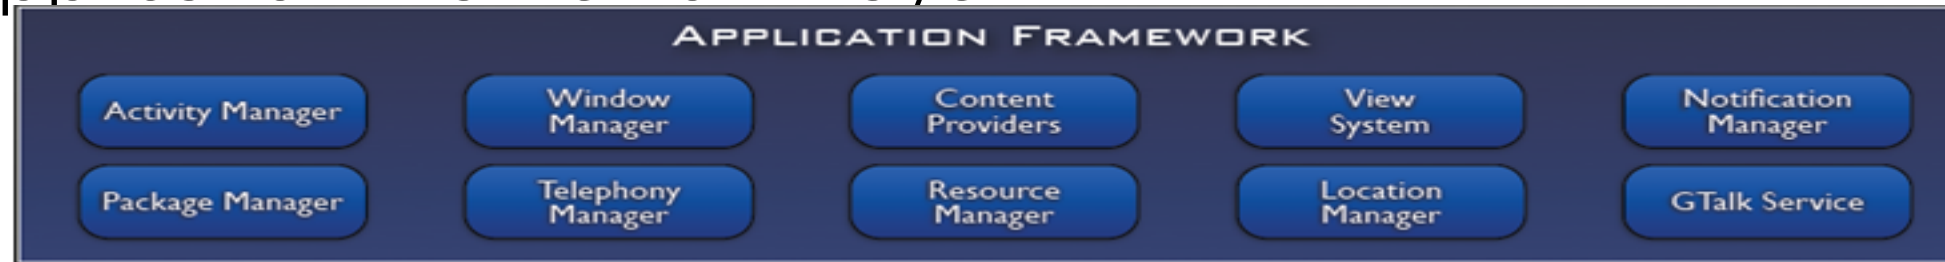 APPLICATION FRAMEWORK
Activity Manager
Window
Manager
Content
Providers
View
System
Notification
Manager
Package Manager
Telephony
Manager
Resource
Manager
Location
Manager
GTalk Service